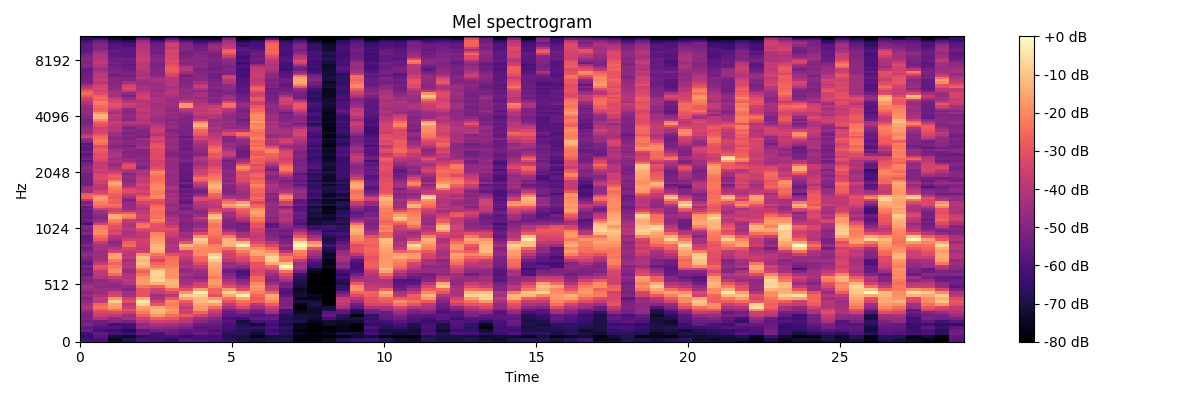 Mel spectrogram
Hz
8192
4096
2048
1024
512
0
0 5 10 15 20 25
Time
+0 dB
-10 dB
-20 dB
-30 dB
-40 dB
-50 dB
-60 dB
-70 dB
-80 dB